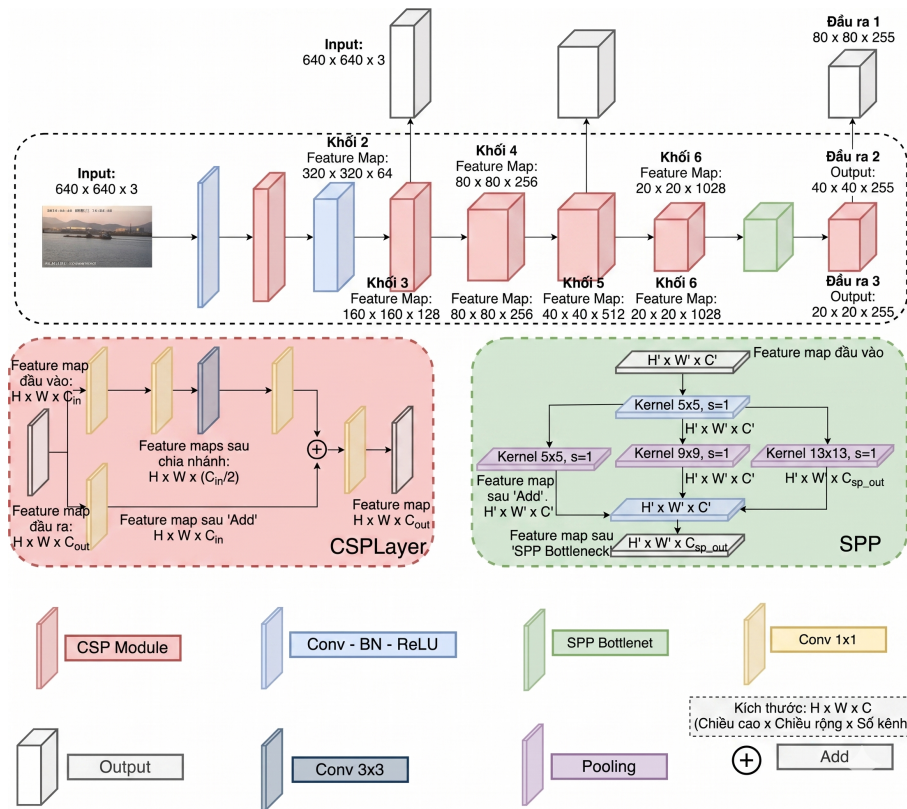 Input:
640 x 640 x 3
Đầu ra 1
80 x 80 x 255
Input:
640 x 640 x 3
Khối 2
Feature Map:
320 x 320 x 64
Khối 4
Feature Map:
80 x 80 x 256
Khối 6
Feature Map:
20 x 20 x 1028
Đầu ra 2
Output:
40 x 40 x 255
Khối 3
Feature Map:
160 x 160 x 128
Feature Map:
80 x 80 x 256
Khối 5
Feature Map:
40 x 40 x 512
Khối 6
Feature Map:
20 x 20 x 1028
Đầu ra 3
Output:
20 x 20 x 255
Feature map
đầu vào:
H x W x C_in
Feature maps sau
chia nhánh:
H x W x (C_in/2)
Feature map
đầu ra:
H x W x C_out
Feature map sau 'Add'
H x W x C_in
Feature map
H x W x C_out
CSPLayer
H' x W' x C'
Feature map đầu vào
Kernel 5x5, s=1
H' x W' x C'
Kernel 5x5, s=1
Kernel 9x9, s=1
Kernel 13x13, s=1
Feature map
sau 'Add'.
H' x W' x C'
H' x W' x C'
H' x W' x C_sp_out
H' x W' x C'
Feature map sau
'SPP Bottleneck
H' x W' x C_sp_out
SPP
CSP Module
Conv - BN - ReLU
SPP Bottlenet
Conv 1x1
Kích thước: H x W x C
(Chiều cao x Chiều rộng x Số kênh
Output
Conv 3x3
Pooling
Add